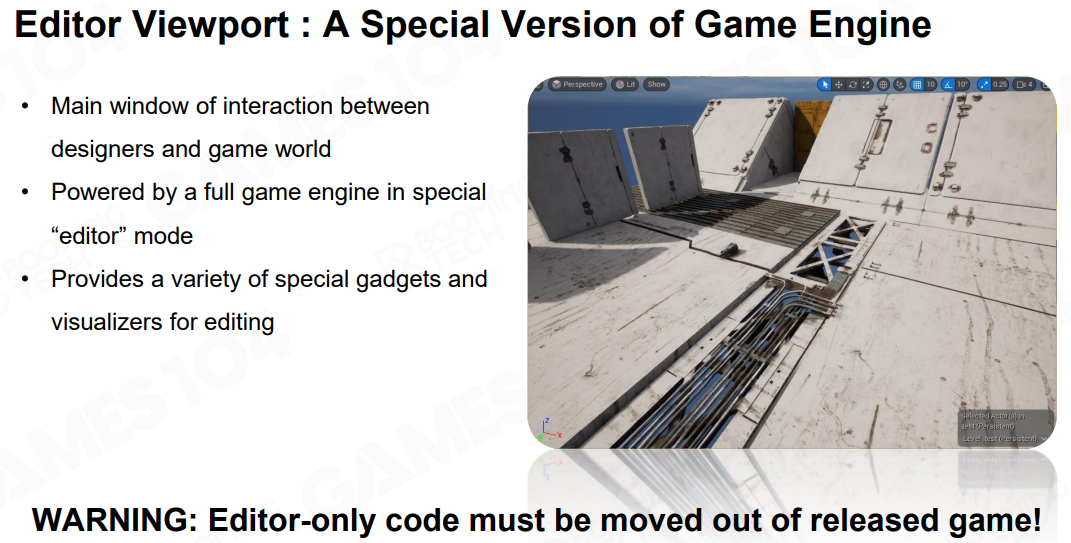 Editor Viewport : A Special Version of Game Engine
• Main window of interaction between
designers and game world
• Powered by a full game engine in special
“editor” mode
• Provides a variety of special gadgets and
visualizers for editing
Perspective Lit Show 10 10° 0.25 4
Selected Actor(s) in:
test (Persistent)
Level: test (Persistent)
Z
X
WARNING: Editor-only code must be moved out of released game!
GAMES104